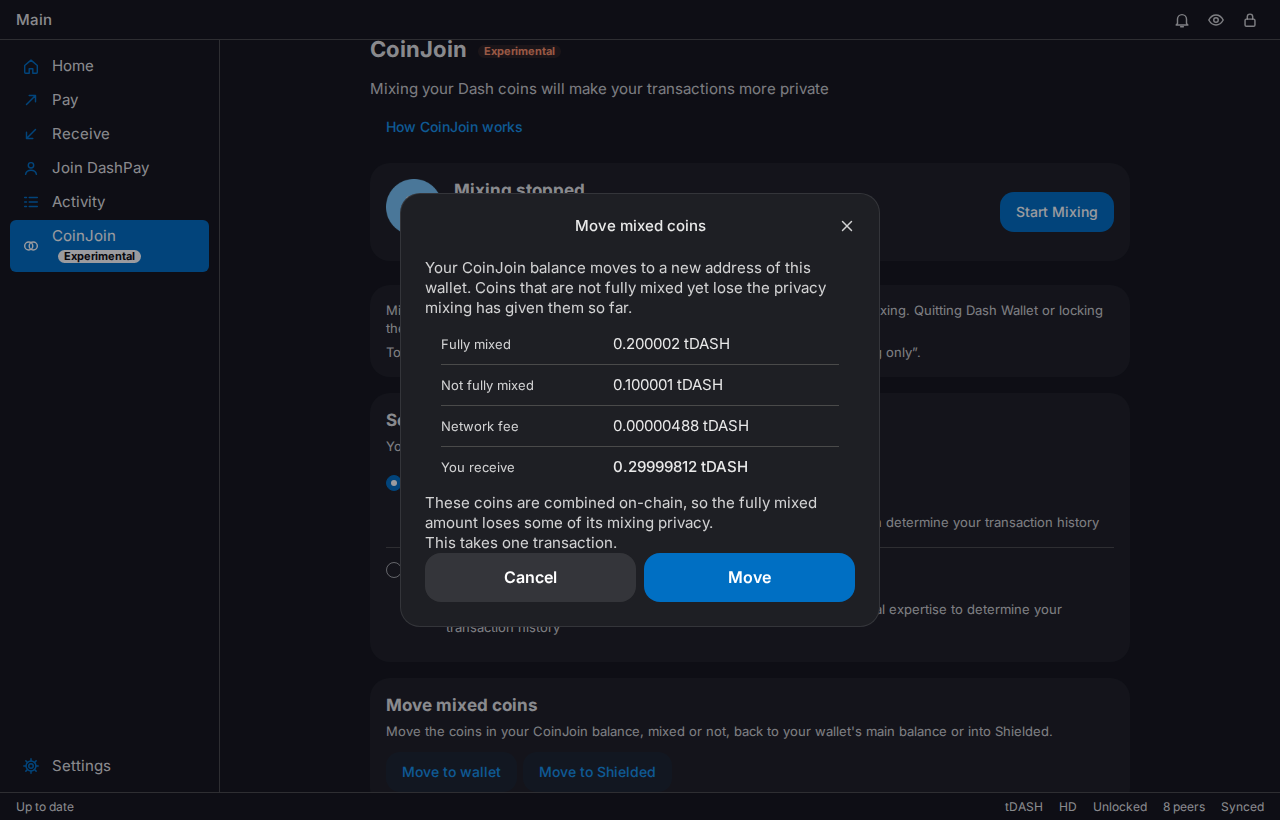 Main
Home
Pay
Receive
Join DashPay
Activity
CoinJoin
Experimental
Settings
CoinJoin Experimental
Mixing your Dash coins will make your transactions more private
How CoinJoin works
Mixing stopped
Start Mixing
Move mixed coins
Your CoinJoin balance moves to a new address of this
wallet. Coins that are not fully mixed yet lose the privacy
mixing has given them so far.
Fully mixed 0.200002 tDASH
Not fully mixed 0.100001 tDASH
Network fee 0.00000488 tDASH
You receive 0.29999812 tDASH
These coins are combined on-chain, so the fully mixed
amount loses some of its mixing privacy.
This takes one transaction.
Cancel Move
Quitting Dash Wallet or locking
only”.
determine your transaction history
expertise to determine your
transaction history
Move mixed coins
Move the coins in your CoinJoin balance, mixed or not, back to your wallet's main balance or into Shielded.
Move to wallet Move to Shielded
Up to date tDASH HD Unlocked 8 peers Synced